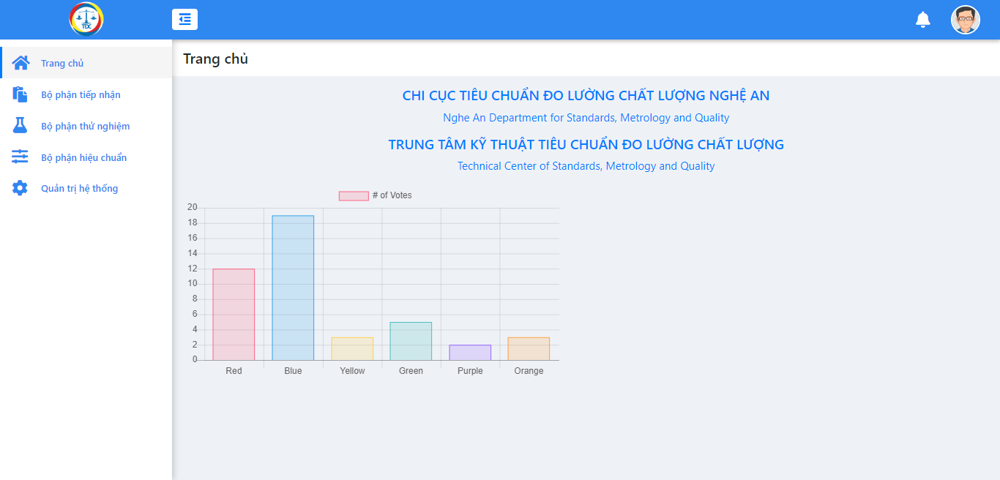 TĐC
Trang chủ
Bộ phận tiếp nhận
Bộ phận thử nghiệm
Bộ phận hiệu chuẩn
Quản trị hệ thống
Trang chủ
CHI CỤC TIÊU CHUẨN ĐO LƯỜNG CHẤT LƯỢNG NGHỆ AN
Nghe An Department for Standards, Metrology and Quality
TRUNG TÂM KỸ THUẬT TIÊU CHUẨN ĐO LƯỜNG CHẤT LƯỢNG
Technical Center of Standards, Metrology and Quality
# of Votes
20
18
16
14
12
10
8
6
4
2
0
Red Blue Yellow Green Purple Orange